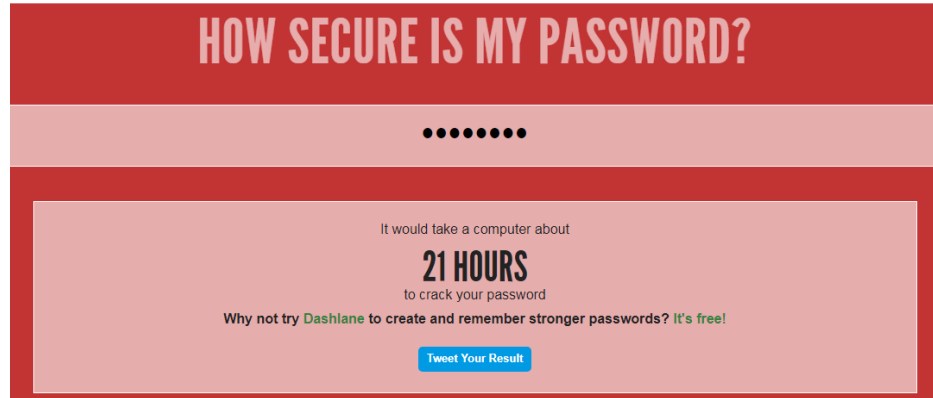 HOW SECURE IS MY PASSWORD?
••••••••
It would take a computer about
21 HOURS
to crack your password
Why not try Dashlane to create and remember stronger passwords? It's free!
Tweet Your Result